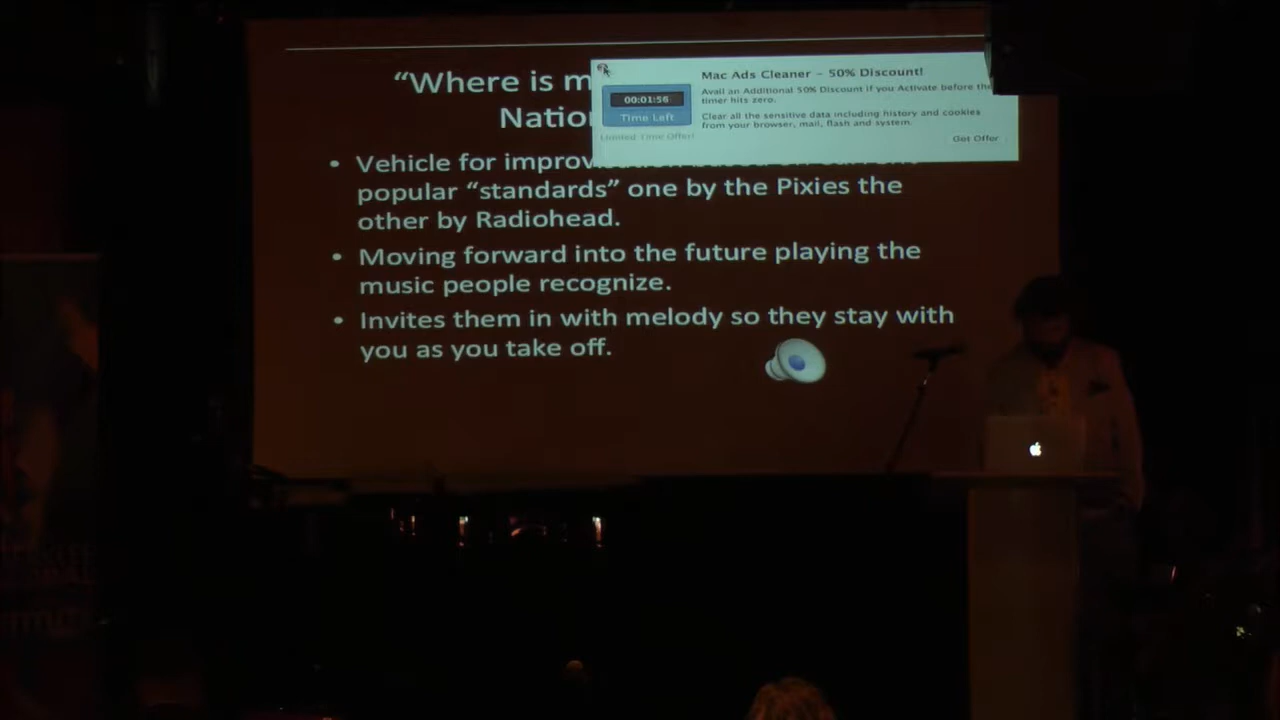 “Where is m
Nation
Mac Ads Cleaner – 50% Discount!
Avail an Additional 50% Discount if you Activate before the
timer hits zero.
00:01:56
Time Left
Clear all the sensitive data including history and cookies
from your browser, mail, flash and system.
Limited Time Offer!
Get Offer
• Vehicle for improv
popular “standards” one by the Pixies the
other by Radiohead.
• Moving forward into the future playing the
music people recognize.
• Invites them in with melody so they stay with
you as you take off.